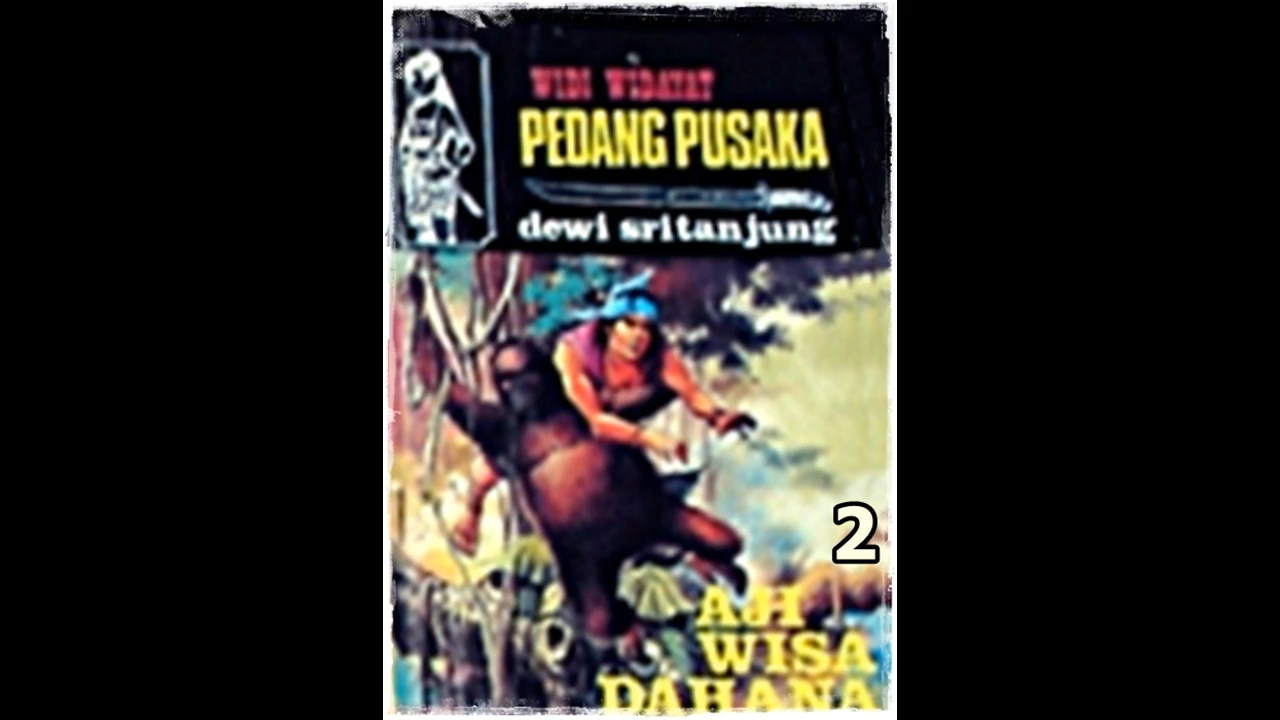 WIDI WIDAYAT
PEDANG PUSAKA
dewi sritanjung
2
AJI
WISA
DAHANA